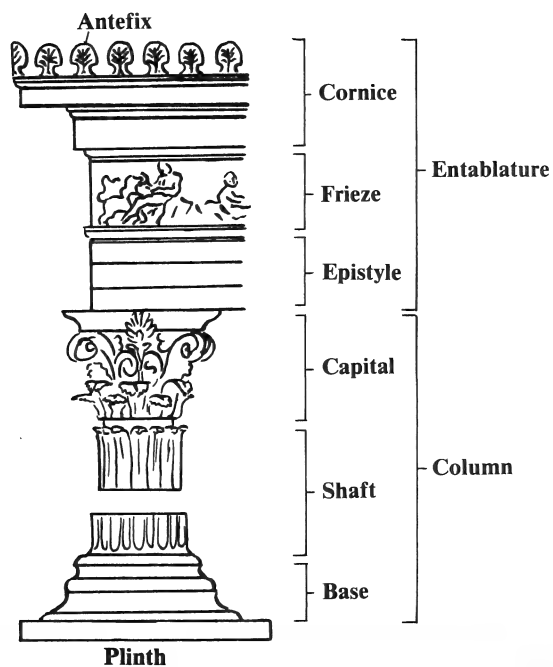 Antefix
Cornice
Entablature
Frieze
Epistyle
Capital
Column
Shaft
Base
Plinth